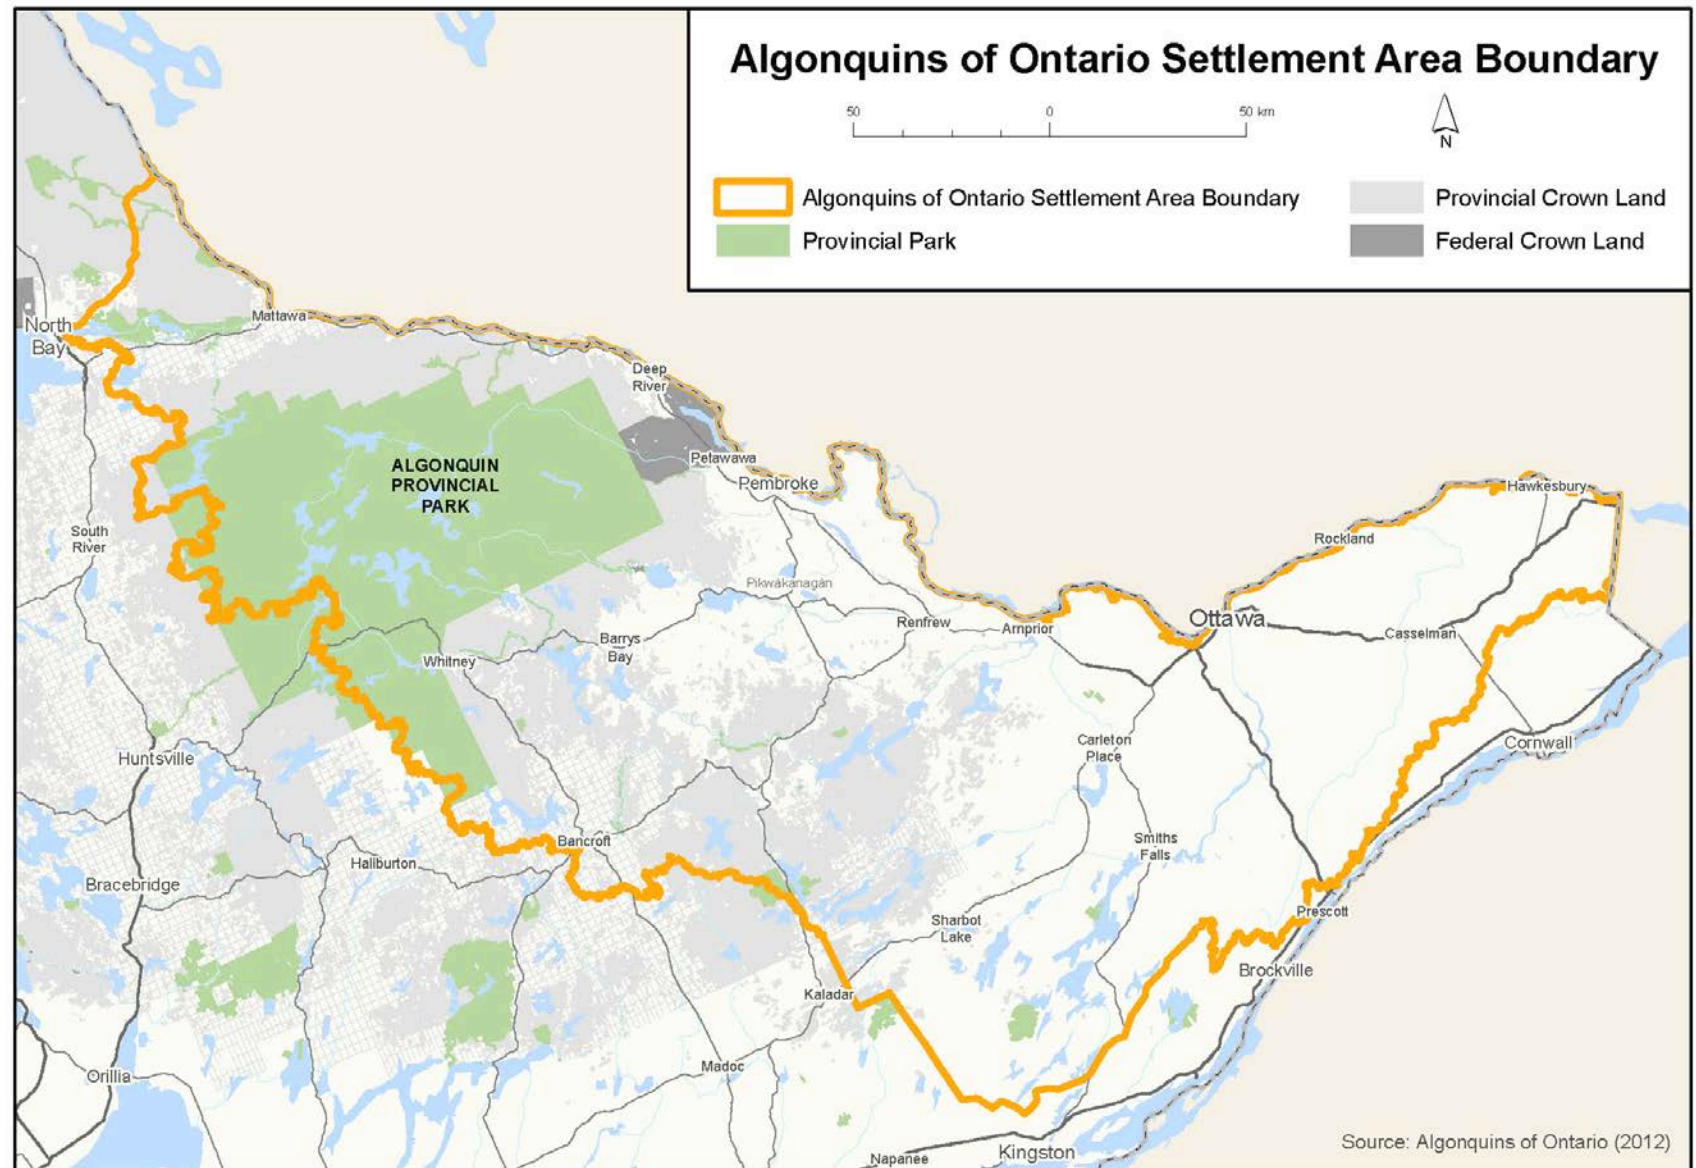 Algonquins of Ontario Settlement Area Boundary
50 0 50 km
N
Algonquins of Ontario Settlement Area Boundary
Provincial Crown Land
Provincial Park
Federal Crown Land
North
Bay
Mattawa
Deep
River
Petawawa
Pembroke
ALGONQUIN
PROVINCIAL
PARK
South
River
Hawkesbury
Rockland
Pikwàkanagàn
Ottawa
Renfrew
Arnprior
Casselman
Barrys
Bay
Whitney
Huntsville
Carleton
Place
Cornwall
Bancroft
Smiths
Falls
Haliburton
Bracebridge
Prescott
Sharbot
Lake
Brockville
Kaladar
Madoc
Orillia
Kingston
Napanee
Source: Algonquins of Ontario (2012)